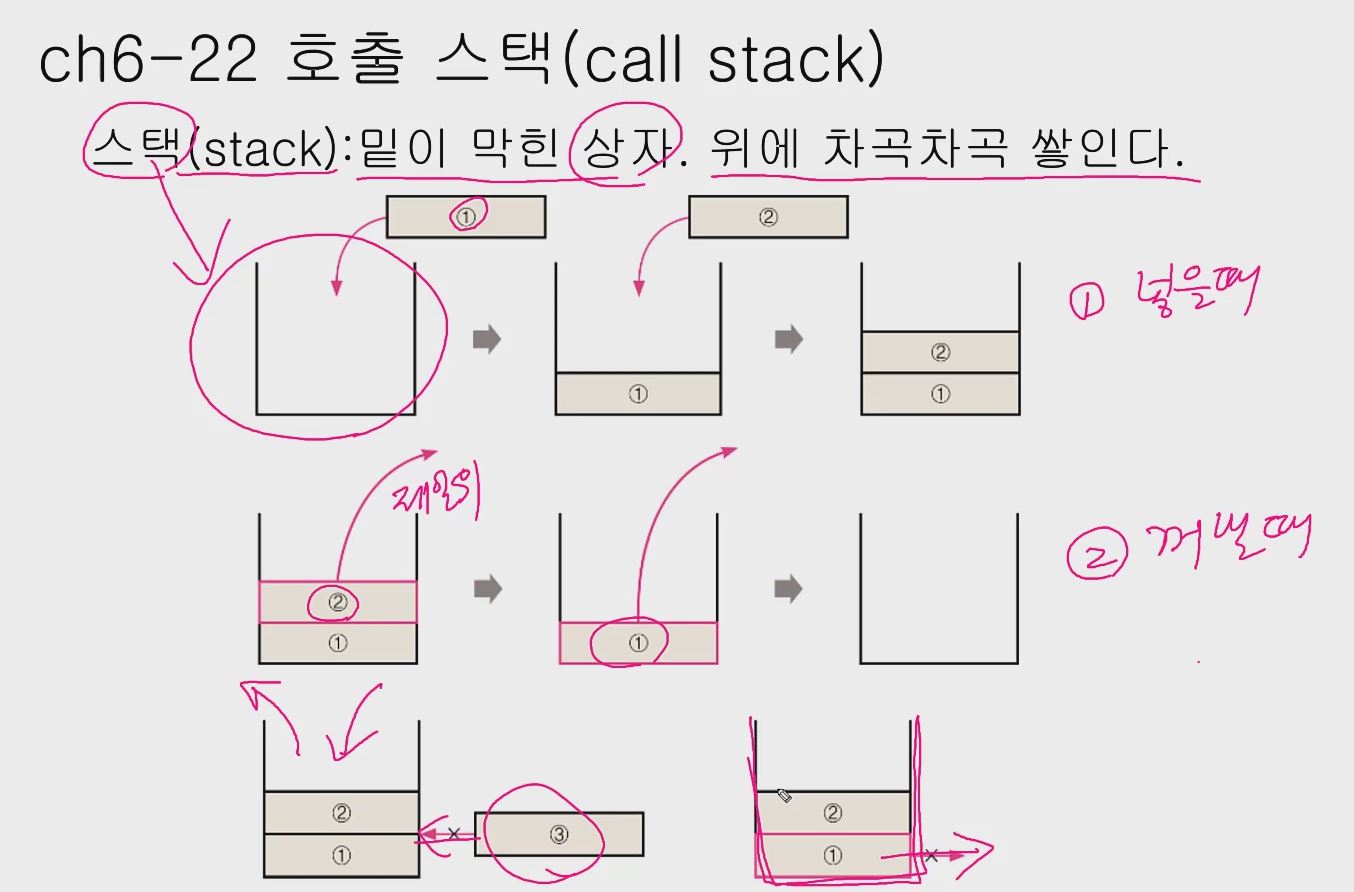 ch6-22 호출 스택(call stack)
스택(stack):밑이 막힌 상자. 위에 차곡차곡 쌓인다.
① ②
② 
① ①
① 넣을때
제일위
②
① ①
② 꺼낼때
②
①
③
②
①